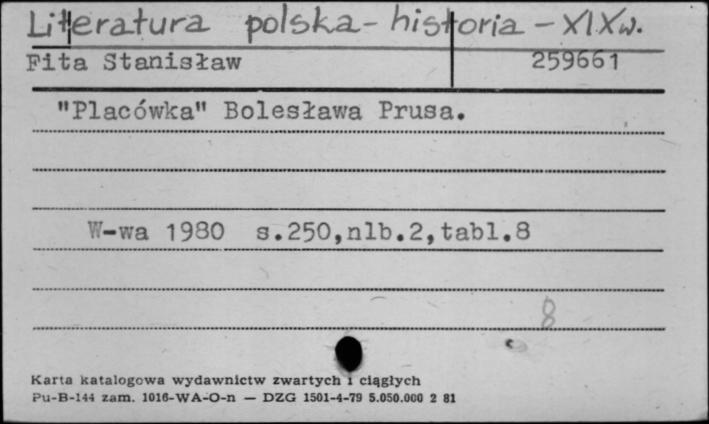 Literatura polska - historia - XIX w.
Fita Stanisław 259661
"Placówka" Bolesława Prusa.
W-wa 1980 s.250,nlb.2,tabl.8
8
Karta katalogowa wydawnictw zwartych i ciągłych
Pu-B-144 zam. 1016-WA-O-n — DZG 1501-4-79 5.050.000 2 81